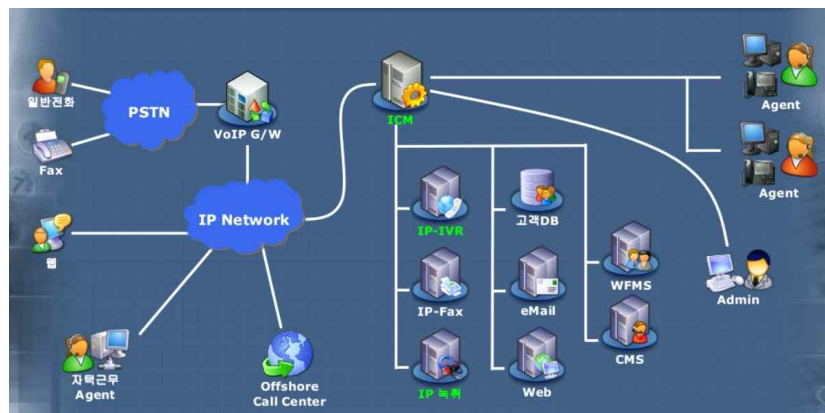 일반전화
PSTN
VoIP G/W
ICM
Agent
Fax
Agent
IP Network
웹
IP-IVR
고객DB
WFMS
Admin
IP-Fax
eMail
CMS
자택근무
Agent
Offshore
Call Center
IP 녹취
Web